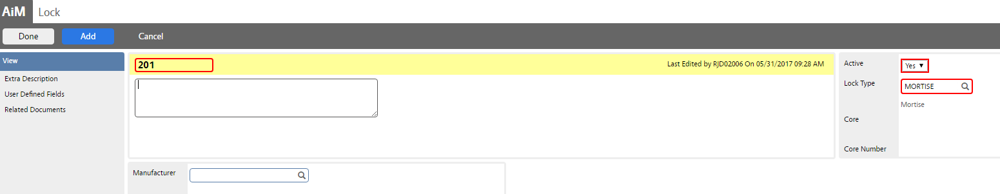 AiM Lock
Done Add Cancel
View
Extra Description
User Defined Fields
Related Documents
201
Last Edited by RJD02006 On 05/31/2017 09:28 AM
Active Yes
Lock Type MORTISE
Mortise
Core
Core Number
Manufacturer